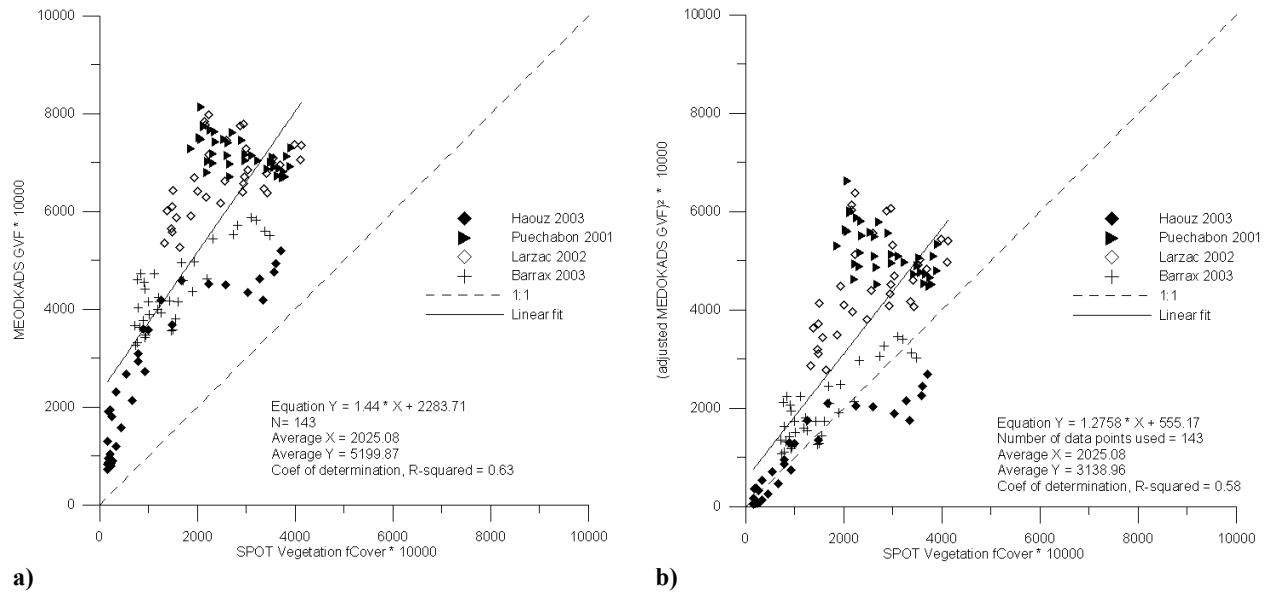 10000
8000
6000
4000
2000
0
MEODKADS GVF * 10000
Haouz 2003
Puechabon 2001
Larzac 2002
Barrax 2003
1:1
Linear fit
Equation Y = 1.44 * X + 2283.71
N= 143
Average X = 2025.08
Average Y = 5199.87
Coef of determination, R-squared = 0.63
0 2000 4000 6000 8000 10000
SPOT Vegetation fCover * 10000
a)
10000
8000
6000
4000
2000
0
(adjusted MEDOKADS GVF)² * 10000
Haouz 2003
Puechabon 2001
Larzac 2002
Barrax 2003
1:1
Linear fit
Equation Y = 1.2758 * X + 555.17
Number of data points used = 143
Average X = 2025.08
Average Y = 3138.96
Coef of determination, R-squared = 0.58
0 2000 4000 6000 8000 10000
SPOT Vegetation fCover * 10000
b)